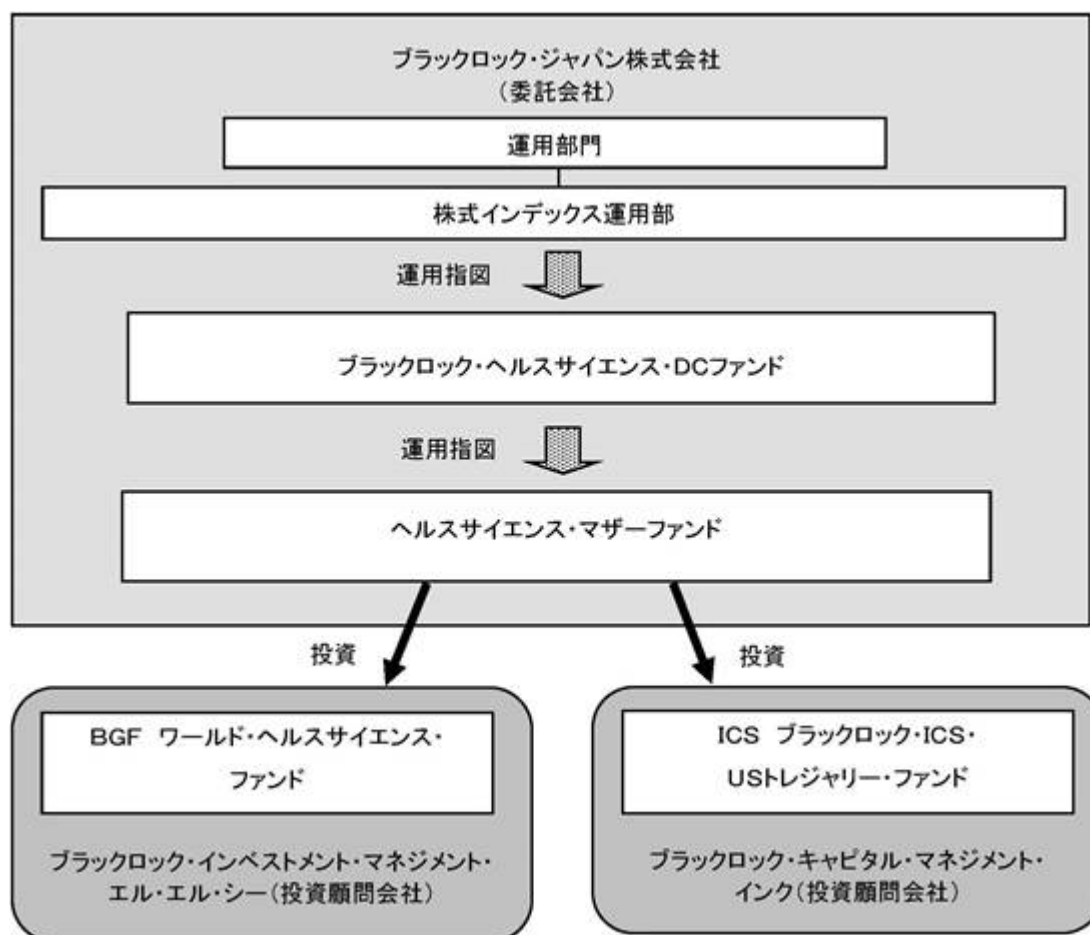 ブラックロック・ジャパン株式会社
（委託会社）
運用部門
株式インデックス運用部
運用指図
ブラックロック・ヘルスサイエンス・DCファンド
運用指図
ヘルスサイエンス・マザーファンド
投資
投資
BGF ワールド・ヘルスサイエンス・
ファンド
ブラックロック・インベストメント・マネジメント・
エル・エル・シー（投資顧問会社）
ICS ブラックロック・ICS・
USトレジャリー・ファンド
ブラックロック・キャピタル・マネジメント・
インク（投資顧問会社）